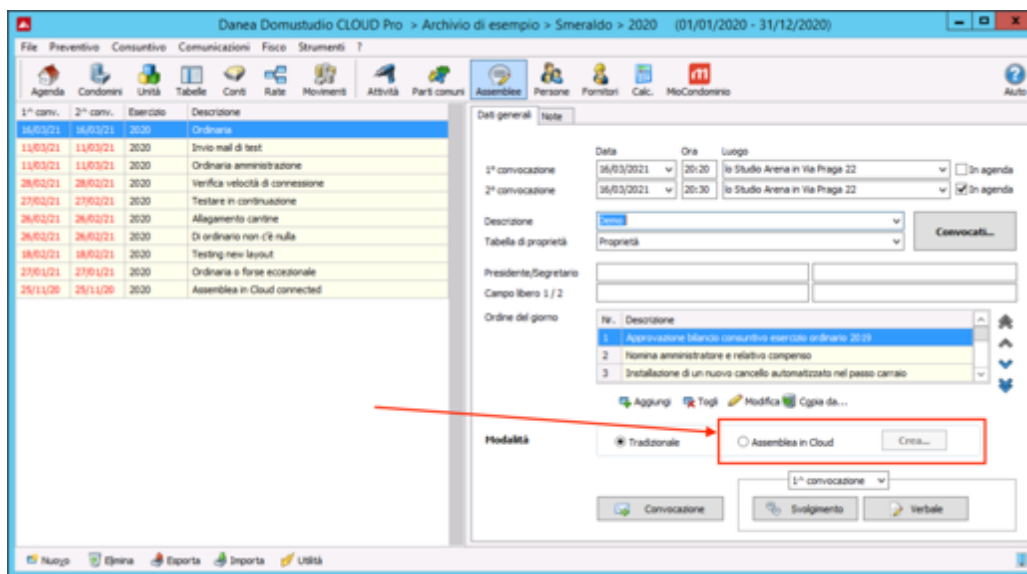 Danea Domustudio CLOUD Pro > Archivio di esempio > Smeraldo > 2020 (01/01/2020 - 31/12/2020)
File Preventivo Consuntivo Comunicazioni Fisco Strumenti ?
Agenda Condomini Unità Tabelle Conti Rate Movimenti Attività Parti comuni Assemblee Persone Fornitori Calc. MioCondominio Auto
1^ conv. 2^ conv. Esercizio Descrizione
16/03/21 16/03/21 2020 Ordinaria
11/03/21 11/03/21 2020 Invio mail di test
11/03/21 11/03/21 2020 Ordinaria amministrazione
28/02/21 28/02/21 2020 Verifica velocità di connessione
27/02/21 27/02/21 2020 Testare in continuazione
26/02/21 26/02/21 2020 Allagamento cantine
26/02/21 26/02/21 2020 Di ordinario non c'è nulla
18/02/21 18/02/21 2020 Testing new layout
27/01/21 27/01/21 2020 Ordinaria o forse eccezionale
25/11/20 25/11/20 2020 Assemblea in Cloud connected
Dati generali Note
Data Ora Luogo
1° convocazione 16/03/2021 20:20 lo Studio Arena in Via Praga 22 In agenda
2° convocazione 16/03/2021 20:30 lo Studio Arena in Via Praga 22 In agenda
Descrizione Demo
Convocati...
Tabella di proprietà Proprietà
Presidente/Segretario
Campo libero 1 / 2
Ordine del giorno
Nr. Descrizione
1 Approvazione bilancio consuntivo esercizio ordinario 2019
2 Nomina amministratore e relativo compenso
3 Installazione di un nuovo cancello automatizzato nel passo carraio
Aggiungi Togli Modifica Copia da...
Modalità Tradizionale Assemblea in Cloud Crea...
1^ convocazione
Convocazione Svolgimento Verbale
Nuovo Elimina Esporta Importa Utilità